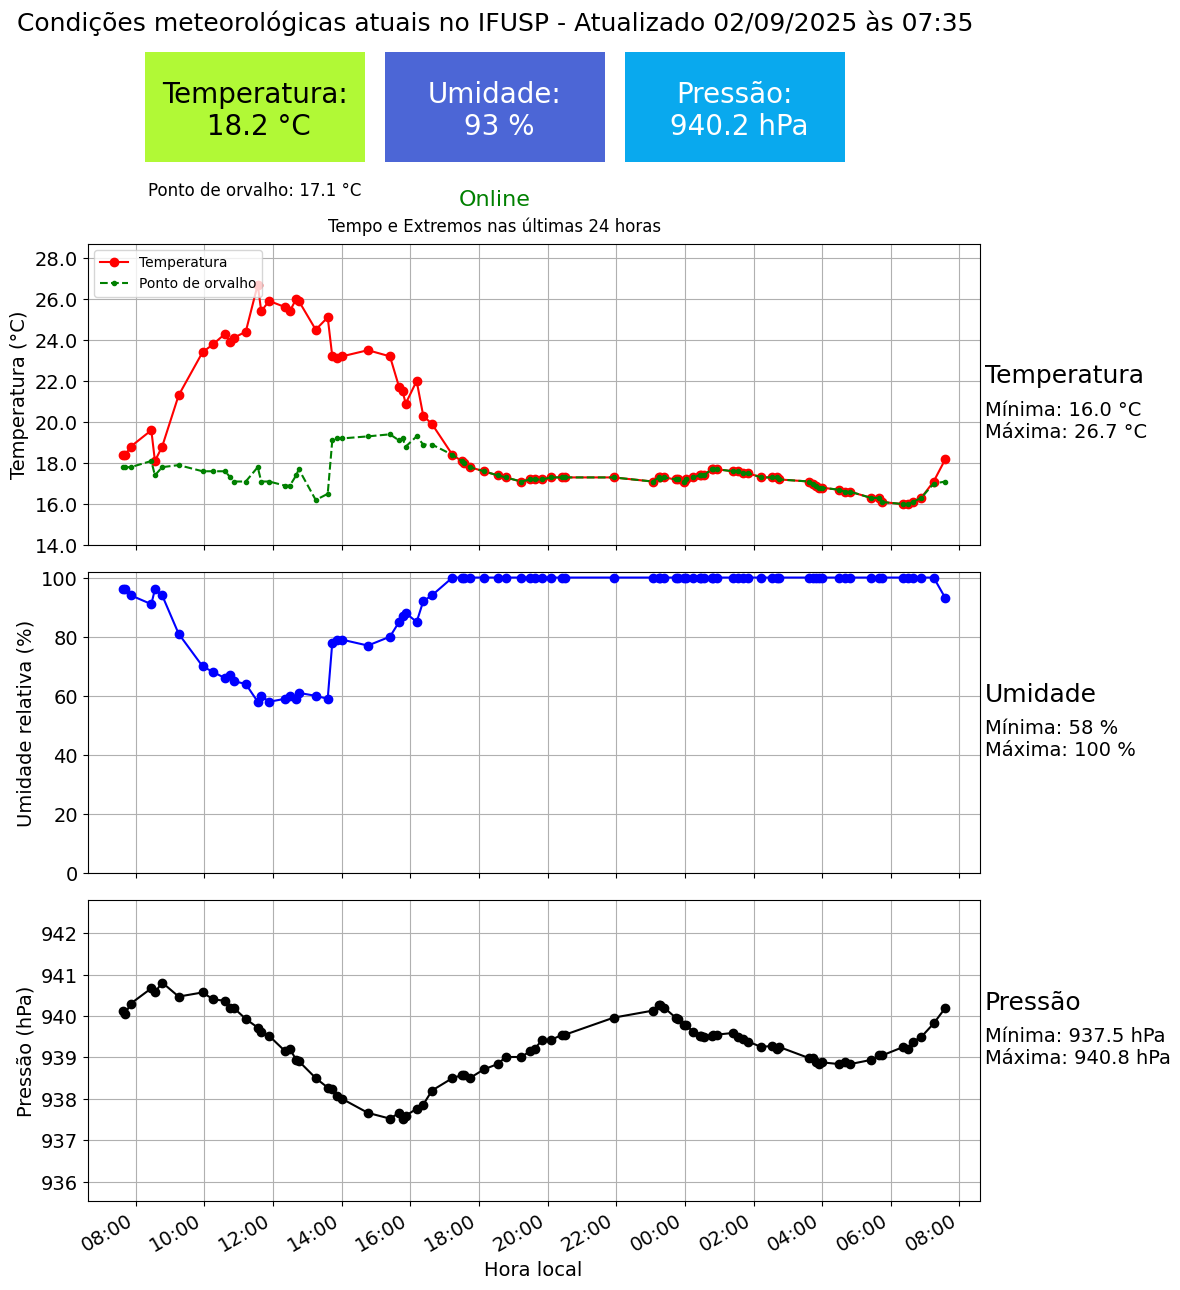 Condições meteorológicas atuais no IFUSP - Atualizado 02/09/2025 às 07:35
Temperatura:
18.2 °C
Umidade:
93 %
Pressão:
940.2 hPa
Ponto de orvalho: 17.1 °C
Online
Tempo e Extremos nas últimas 24 horas
Temperatura
Ponto de orvalho
Temperatura (°C)
28.0
26.0
24.0
22.0
20.0
18.0
16.0
14.0
Temperatura
Mínima: 16.0 °C
Máxima: 26.7 °C
Umidade relativa (%)
100
80
60
40
20
0
Umidade
Mínima: 58 %
Máxima: 100 %
Pressão (hPa)
942
941
940
939
938
937
936
Pressão
Mínima: 937.5 hPa
Máxima: 940.8 hPa
08:00
10:00
12:00
14:00
16:00
18:00
20:00
22:00
00:00
02:00
04:00
06:00
08:00
Hora local